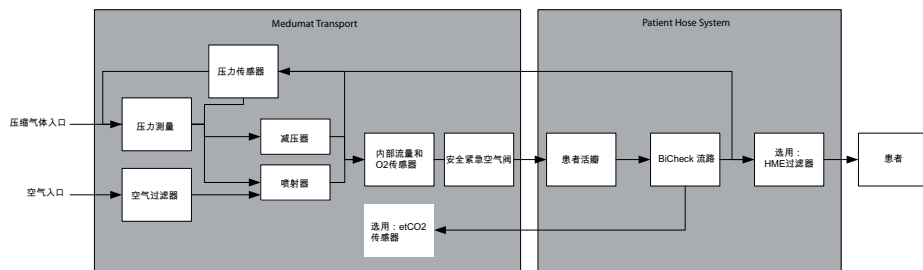 Medumat Transport
Patient Hose System
压力传感器
压缩气体入口
压力测量
减压器
内部流量和
O2传感器
安全紧急空气阀
患者活瓣
BiCheck 流路
选用：
HME过滤器
患者
空气入口
空气过滤器
喷射器
选用：etCO2
传感器